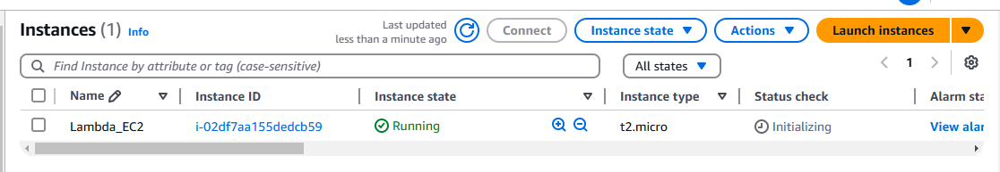 Instances (1) Info
Last updated
less than a minute ago
Connect
Instance state
Actions
Launch instances
Find Instance by attribute or tag (case-sensitive)
All states
1
Name Instance ID Instance state Instance type Status check Alarm sta
Lambda_EC2 i-02df7aa155dedcb59 Running t2.micro Initializing View alar